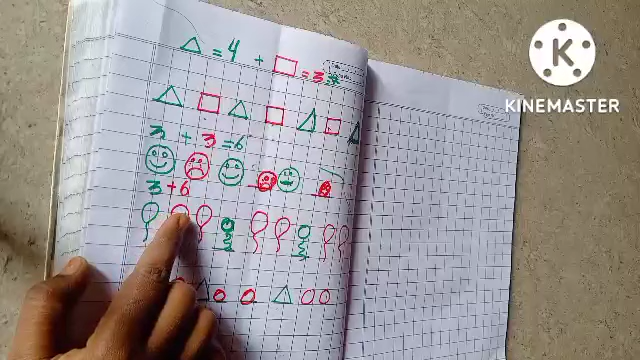 △ = 4 + □ = 3
3 + 3 = 6
3 + 6
KINEMASTER